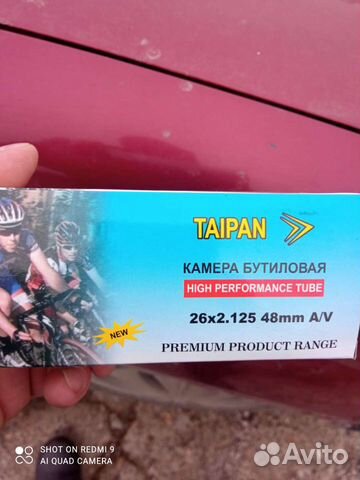 TAIPAN
КАМЕРА БУТИЛОВАЯ
HIGH PERFORMANCE TUBE
26x2.125 48mm A/V
NEW
PREMIUM PRODUCT RANGE
SHOT ON REDMI 9
AI QUAD CAMERA
Avito